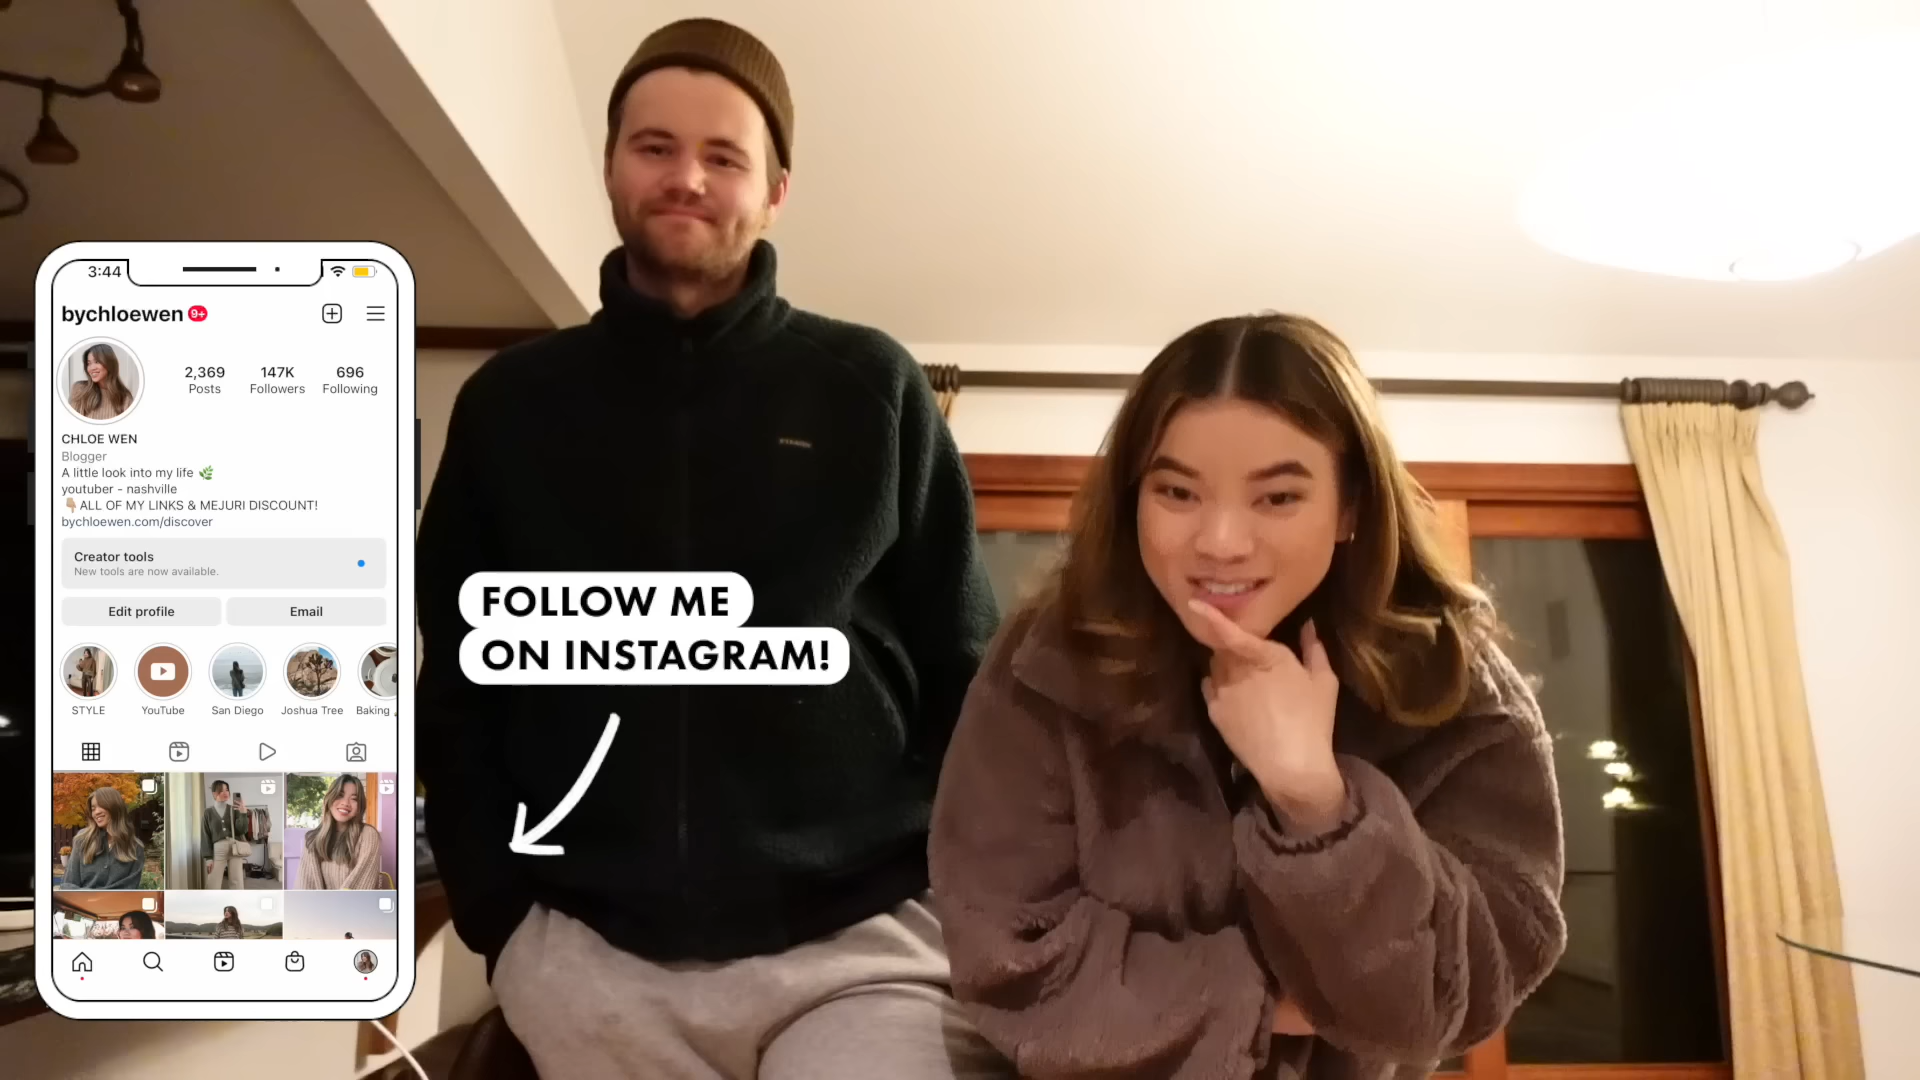 3:44
bychloewen 9+
2,369 147K 696
Posts Followers Following
CHLOE WEN
Blogger
A little look into my life 🌿
youtuber - nashville
👇🏼ALL OF MY LINKS & MEJURI DISCOUNT!
bychloewen.com/discover
Creator tools
New tools are now available.
Edit profile Email
STYLE YouTube San Diego Joshua Tree Baking
FOLLOW ME
ON INSTAGRAM!